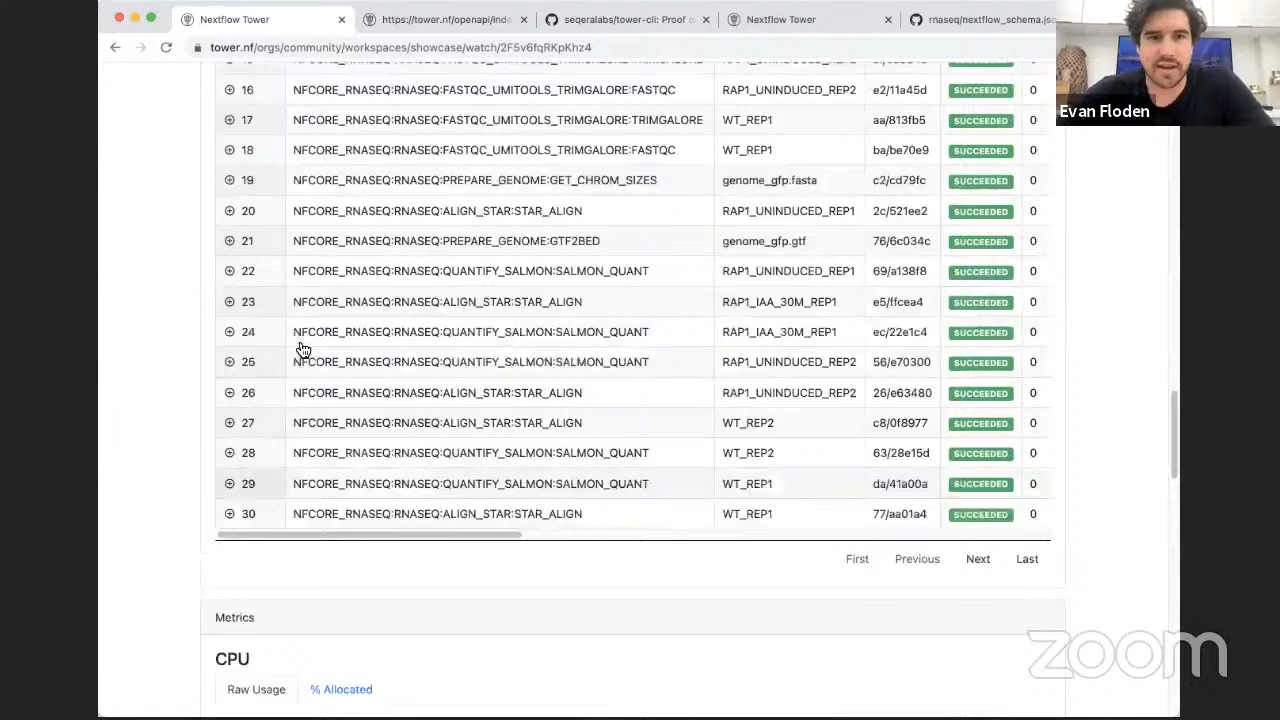 Nextflow Tower
https://tower.nf/openapi/inde
seqeralabs/tower-cli: Proof c
Nextflow Tower
rnaseq/nextflow_schema.jso
tower.nf/orgs/community/workspaces/showcase/watch/2F5v6fqRKpKhz4
Evan Floden
16 NFCORE_RNASEQ:RNASEQ:FASTQC_UMITOOLS_TRIMGALORE:FASTQC RAP1_UNINDUCED_REP2 e2/11a45d SUCCEEDED 0
17 NFCORE_RNASEQ:RNASEQ:FASTQC_UMITOOLS_TRIMGALORE:TRIMGALORE WT_REP1 aa/813fb5 SUCCEEDED 0
18 NFCORE_RNASEQ:RNASEQ:FASTQC_UMITOOLS_TRIMGALORE:FASTQC WT_REP1 ba/be70e9 SUCCEEDED 0
19 NFCORE_RNASEQ:RNASEQ:PREPARE_GENOME:GET_CHROM_SIZES genome_gfp.fasta c2/cd79fc SUCCEEDED 0
20 NFCORE_RNASEQ:RNASEQ:ALIGN_STAR:STAR_ALIGN RAP1_UNINDUCED_REP1 2c/521ee2 SUCCEEDED 0
21 NFCORE_RNASEQ:RNASEQ:PREPARE_GENOME:GTF2BED genome_gfp.gtf 76/6c034c SUCCEEDED 0
22 NFCORE_RNASEQ:RNASEQ:QUANTIFY_SALMON:SALMON_QUANT RAP1_UNINDUCED_REP1 69/a138f8 SUCCEEDED 0
23 NFCORE_RNASEQ:RNASEQ:ALIGN_STAR:STAR_ALIGN RAP1_IAA_30M_REP1 e5/ffcea4 SUCCEEDED 0
24 NFCORE_RNASEQ:RNASEQ:QUANTIFY_SALMON:SALMON_QUANT RAP1_IAA_30M_REP1 ec/22e1c4 SUCCEEDED 0
25 NFCORE_RNASEQ:RNASEQ:QUANTIFY_SALMON:SALMON_QUANT RAP1_UNINDUCED_REP2 56/e70300 SUCCEEDED 0
26 NFCORE_RNASEQ:RNASEQ:ALIGN_STAR:STAR_ALIGN RAP1_UNINDUCED_REP2 26/e63480 SUCCEEDED 0
27 NFCORE_RNASEQ:RNASEQ:ALIGN_STAR:STAR_ALIGN WT_REP2 c8/0f8977 SUCCEEDED 0
28 NFCORE_RNASEQ:RNASEQ:QUANTIFY_SALMON:SALMON_QUANT WT_REP2 63/28e15d SUCCEEDED 0
29 NFCORE_RNASEQ:RNASEQ:QUANTIFY_SALMON:SALMON_QUANT WT_REP1 da/41a00a SUCCEEDED 0
30 NFCORE_RNASEQ:RNASEQ:ALIGN_STAR:STAR_ALIGN WT_REP1 77/aa01a4 SUCCEEDED 0
First Previous Next Last
Metrics
CPU
Raw Usage % Allocated
zoom